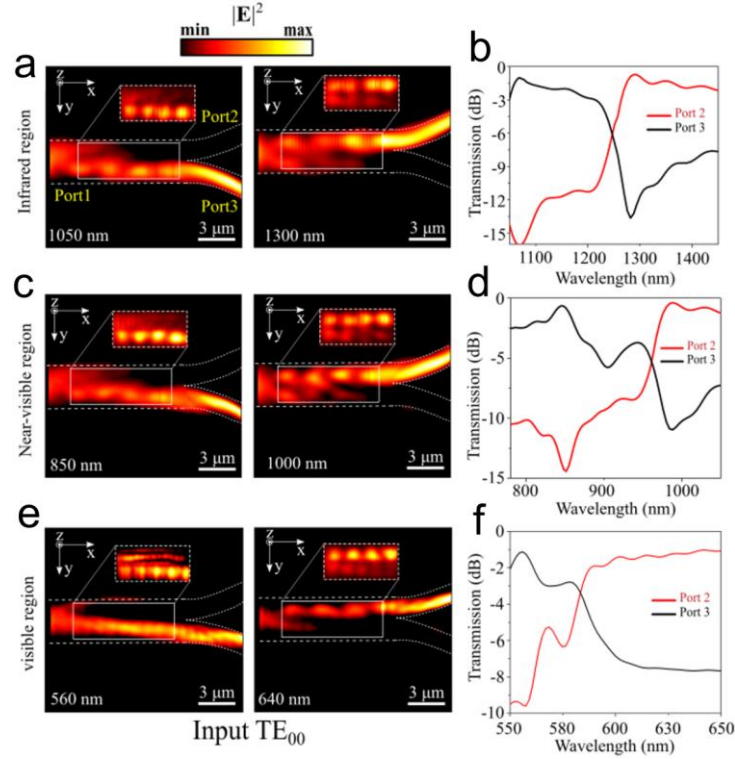 |E|²
min max
a
z
x
y
Port2
Port1
Port3
1050 nm
3 μm
Infrared region
z
x
y
1300 nm
3 μm
b
Transmission (dB)
0
-3
-6
-9
-12
-15
Port 2
Port 3
1100 1200 1300 1400
Wavelength (nm)
c
z
x
y
850 nm
3 μm
Near-visible region
z
x
y
1000 nm
3 μm
d
Transmission (dB)
0
-5
-10
-15
Port 2
Port 3
800 900 1000
Wavelength (nm)
e
z
x
y
560 nm
3 μm
visible region
z
x
y
640 nm
3 μm
f
Transmission (dB)
0
-2
-4
-6
-8
-10
Port 2
Port 3
550 580 600 630 650
Wavelength (nm)
Input TE₀₀